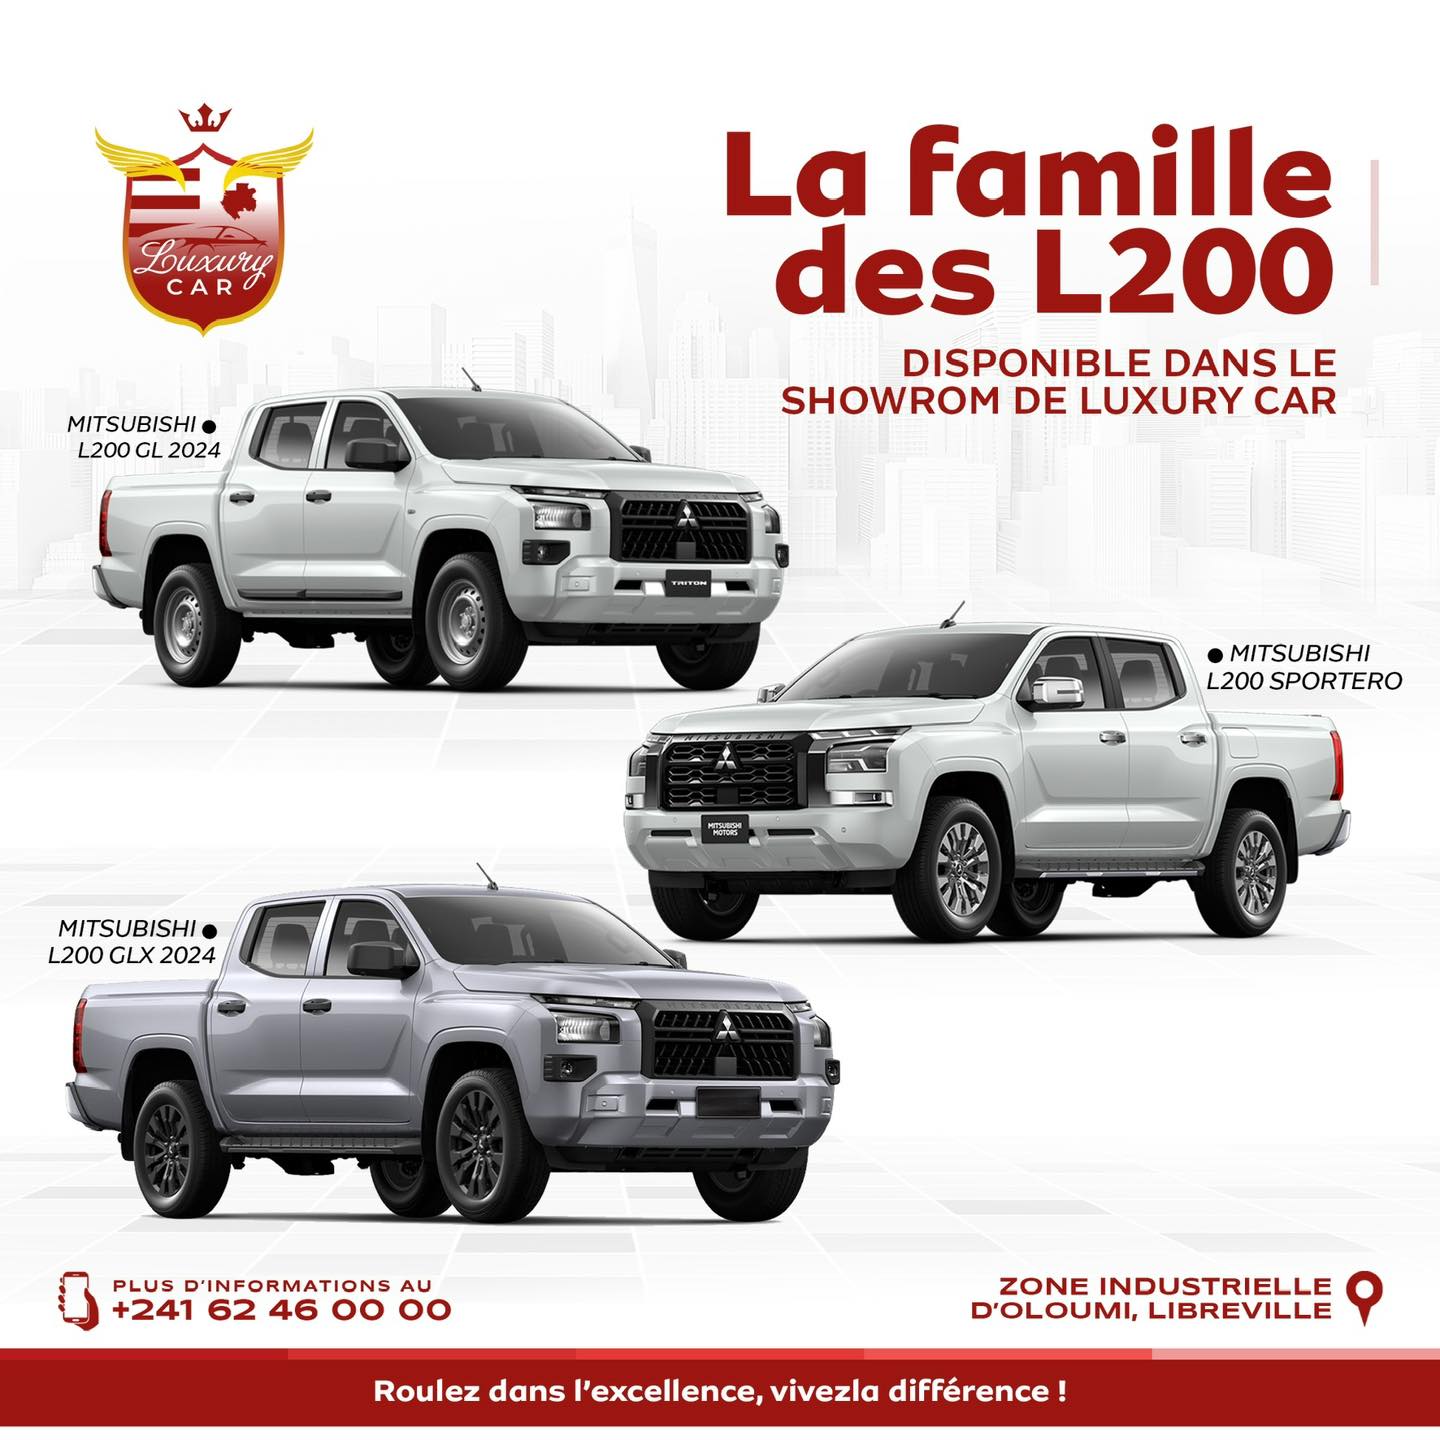 Luxury
CAR
La famille
des L200
DISPONIBLE DANS LE
SHOWROM DE LUXURY CAR
MITSUBISHI
L200 GL 2024
MITSUBISHI
TRITON
MITSUBISHI
L200 SPORTERO
MITSUBISHI
MITSUBISHI
MOTORS
MITSUBISHI
L200 GLX 2024
MITSUBISHI
PLUS D'INFORMATIONS AU
+241 62 46 00 00
ZONE INDUSTRIELLE
D'OLOUMI, LIBREVILLE
Roulez dans l'excellence, vivezla différence !